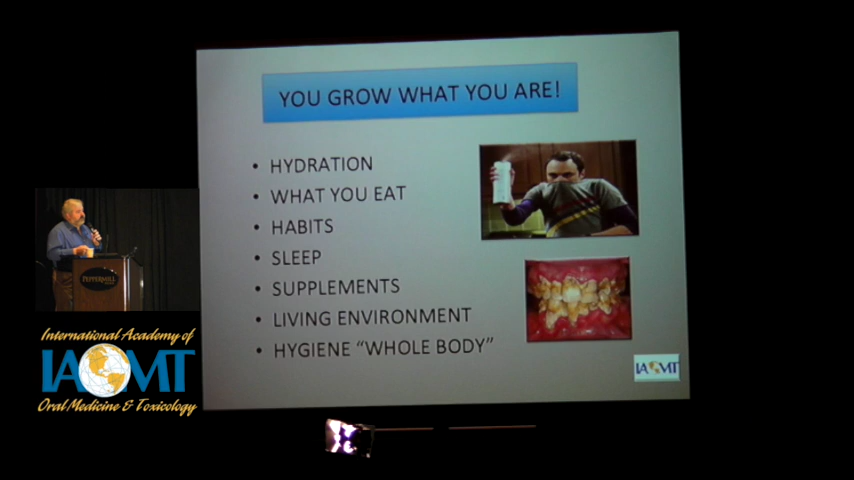 YOU GROW WHAT YOU ARE!
• HYDRATION
• WHAT YOU EAT
• HABITS
• SLEEP
• SUPPLEMENTS
• LIVING ENVIRONMENT
• HYGIENE “WHOLE BODY”
IAOMT
PEPPERMILL
International Academy of
IAOMT
Oral Medicine & Toxicology